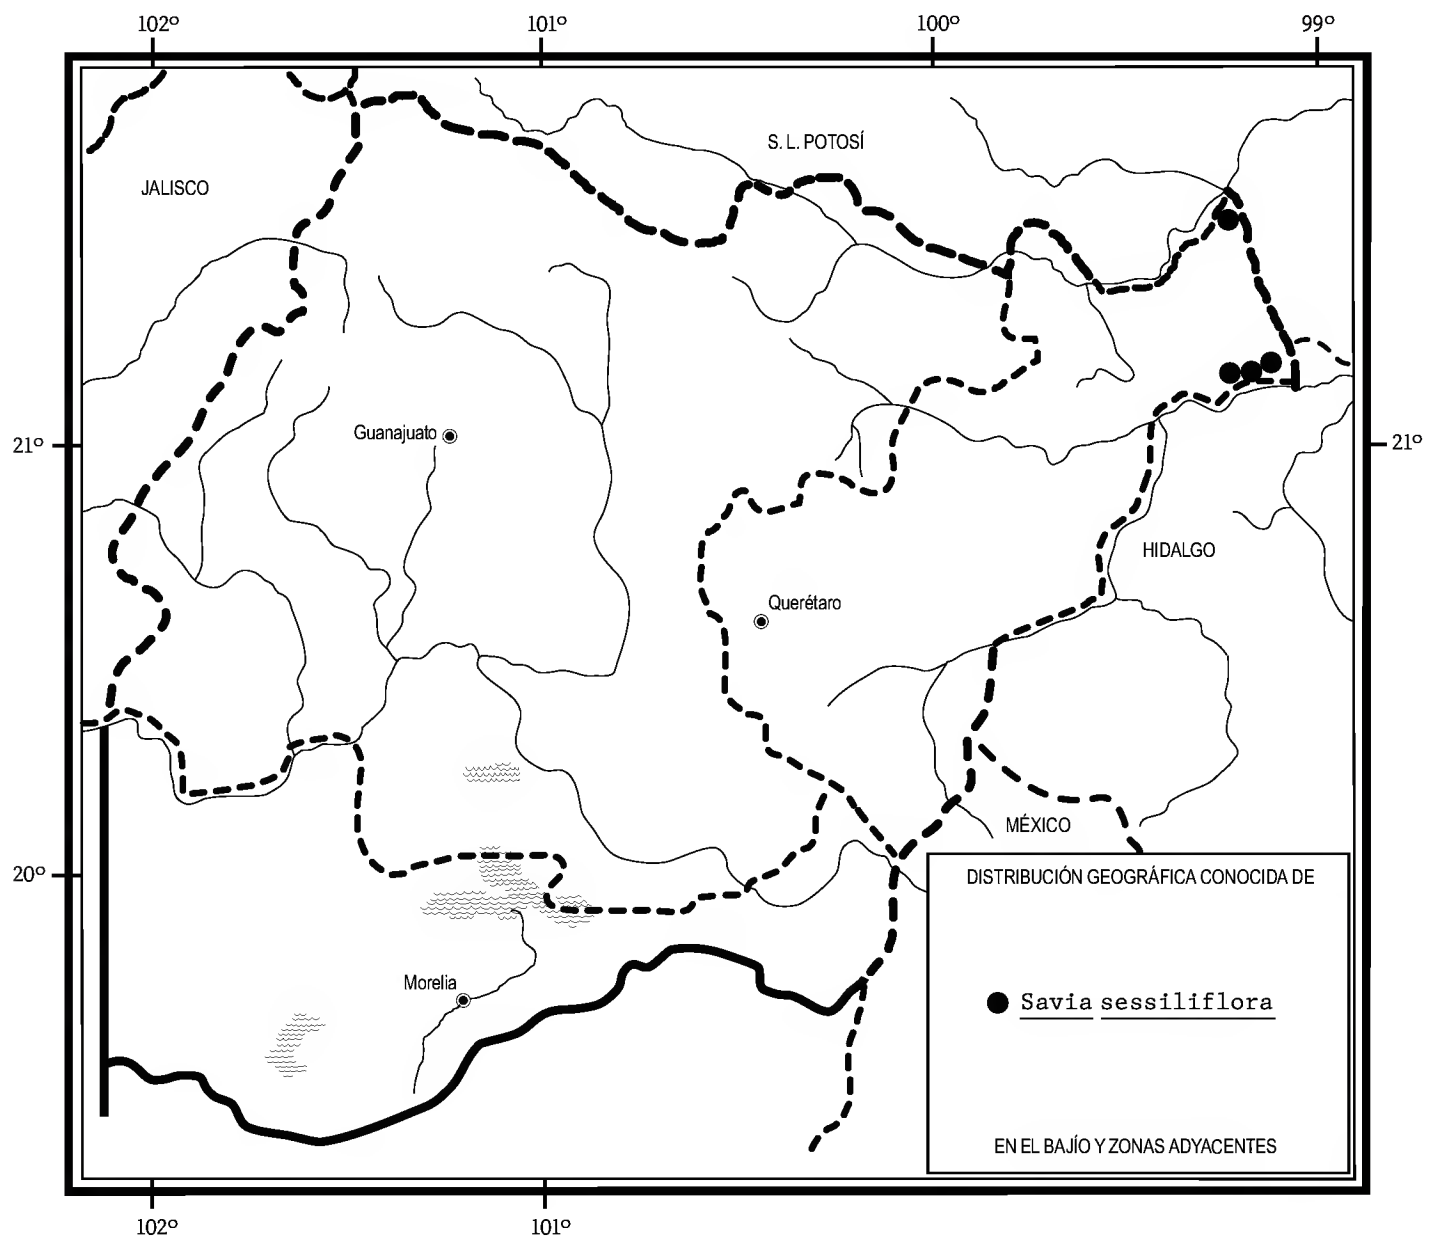 102º 101º 100º 99º
S. L. POTOSÍ
JALISCO
Guanajuato
21º 21º
HIDALGO
Querétaro
MÉXICO
20º
DISTRIBUCIÓN GEOGRÁFICA CONOCIDA DE
Morelia
Savia sessiliflora
EN EL BAJÍO Y ZONAS ADYACENTES
102º 101º